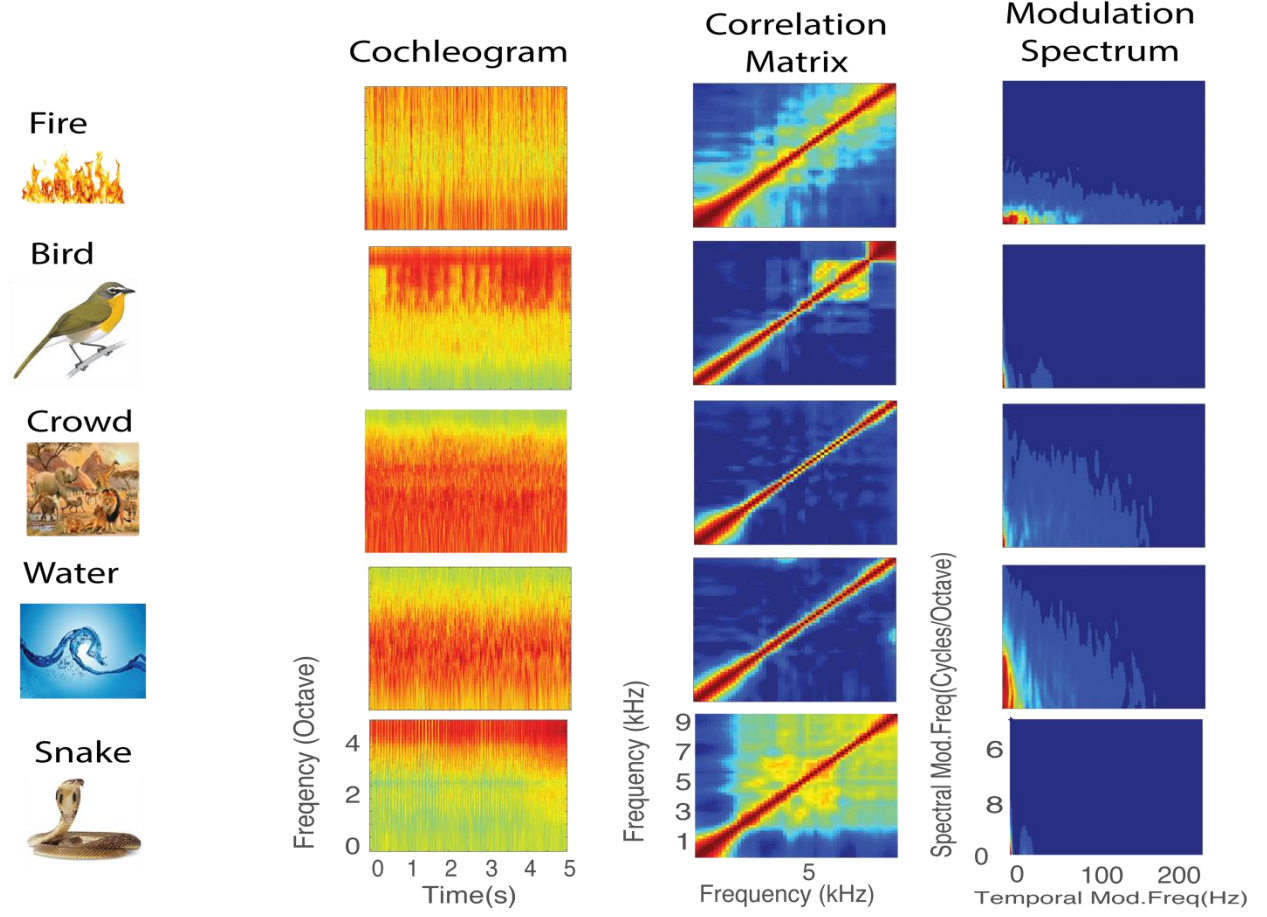 Cochleogram
Correlation
Matrix
Modulation
Spectrum
Fire
Bird
Crowd
Water
Snake
Freqency (Octave)
4
2
0
0 1 2 3 4 5
Time(s)
Frequency (kHz)
9
7
5
3
1
5
Frequency (kHz)
Spectral Mod.Freq(Cycles/Octave)
6
8
0
0 100 200
Temporal Mod.Freq(Hz)